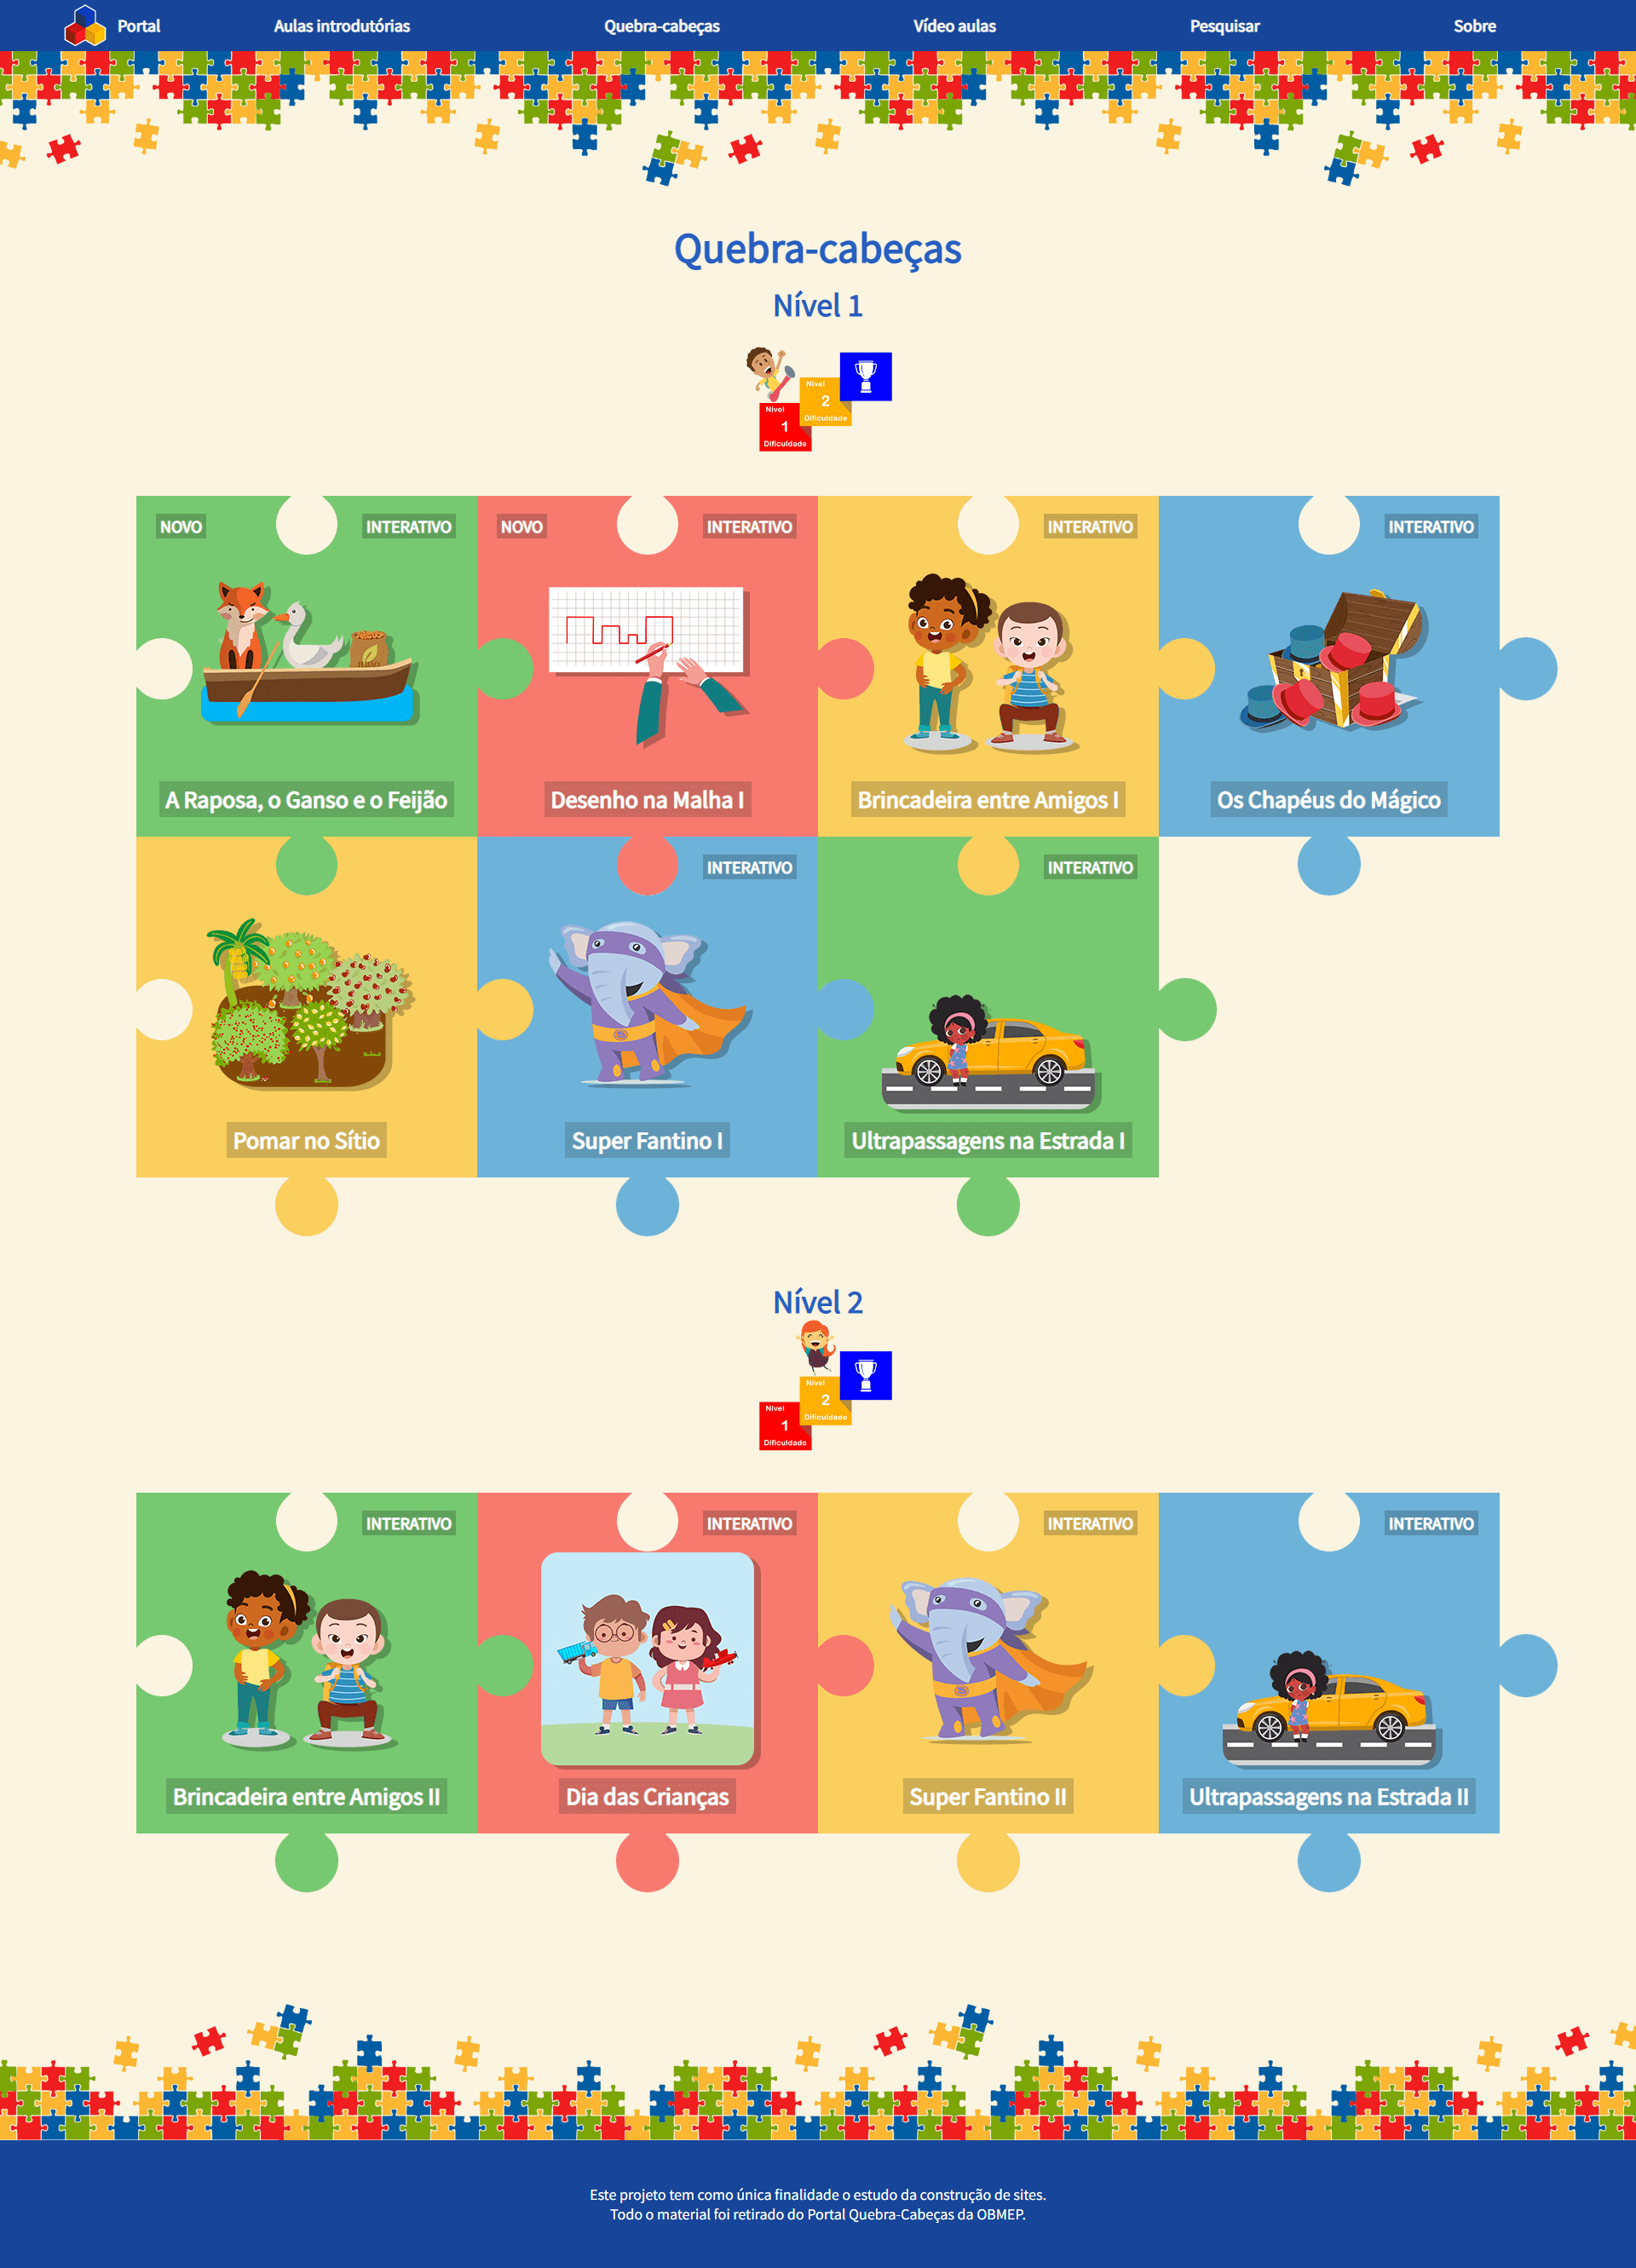 Portal
Aulas introdutórias
Quebra-cabeças
Vídeo aulas
Pesquisar
Sobre
Quebra-cabeças
Nível 1
Nível
2
Dificuldade
Nível
1
Dificuldade
NOVO
INTERATIVO
NOVO
INTERATIVO
INTERATIVO
INTERATIVO
FEIJÃO
A Raposa, o Ganso e o Feijão
Desenho na Malha I
Brincadeira entre Amigos I
Os Chapéus do Mágico
INTERATIVO
INTERATIVO
Pomar no Sítio
Super Fantino I
Ultrapassagens na Estrada I
Nível 2
Nível
2
Dificuldade
Nível
1
Dificuldade
INTERATIVO
INTERATIVO
INTERATIVO
INTERATIVO
Brincadeira entre Amigos II
Dia das Crianças
Super Fantino II
Ultrapassagens na Estrada II
Este projeto tem como única finalidade o estudo da construção de sites.
Todo o material foi retirado do Portal Quebra-Cabeças da OBMEP.